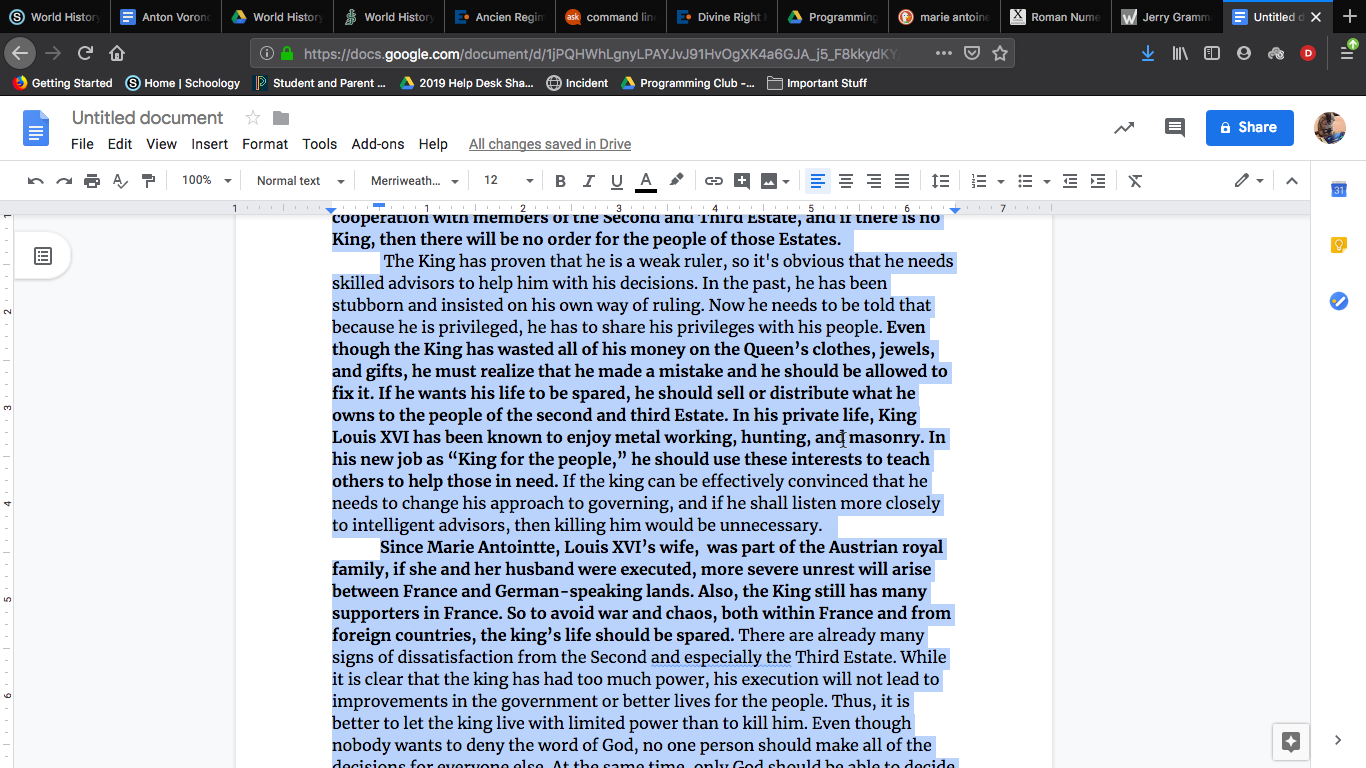 World History
Anton Voronc
World History
World History
Ancien Regim
command line
Divine Right
Programming
marie antoine
Roman Nume
Jerry Gramma
Untitled d
https://docs.google.com/document/d/1jPQHWhLgnyLPAYJvJ91HvOgXK4a6GJA_j5_F8kkydKY
Getting Started
Home | Schoology
Student and Parent ...
2019 Help Desk Sha...
Incident
Programming Club -...
Important Stuff
Untitled document
Share
File Edit View Insert Format Tools Add-ons Help All changes saved in Drive
100% Normal text Merriweath... 12
1 1 2 3 4 5 6 7
cooperation with members of the Second and Third Estate, and if there is no
King, then there will be no order for the people of those Estates.
The King has proven that he is a weak ruler, so it's obvious that he needs
skilled advisors to help him with his decisions. In the past, he has been
stubborn and insisted on his own way of ruling. Now he needs to be told that
because he is privileged, he has to share his privileges with his people. Even
though the King has wasted all of his money on the Queen’s clothes, jewels,
and gifts, he must realize that he made a mistake and he should be allowed to
fix it. If he wants his life to be spared, he should sell or distribute what he
owns to the people of the second and third Estate. In his private life, King
Louis XVI has been known to enjoy metal working, hunting, and masonry. In
his new job as “King for the people,” he should use these interests to teach
others to help those in need. If the king can be effectively convinced that he
needs to change his approach to governing, and if he shall listen more closely
to intelligent advisors, then killing him would be unnecessary.
Since Marie Antointte, Louis XVI’s wife,  was part of the Austrian royal
family, if she and her husband were executed, more severe unrest will arise
between France and German-speaking lands. Also, the King still has many
supporters in France. So to avoid war and chaos, both within France and from
foreign countries, the king’s life should be spared. There are already many
signs of dissatisfaction from the Second and especially the Third Estate. While
it is clear that the king has had too much power, his execution will not lead to
improvements in the government or better lives for the people. Thus, it is
better to let the king live with limited power than to kill him. Even though
nobody wants to deny the word of God, no one person should make all of the
decisions for everyone else. At the same time, only God should be able to decide